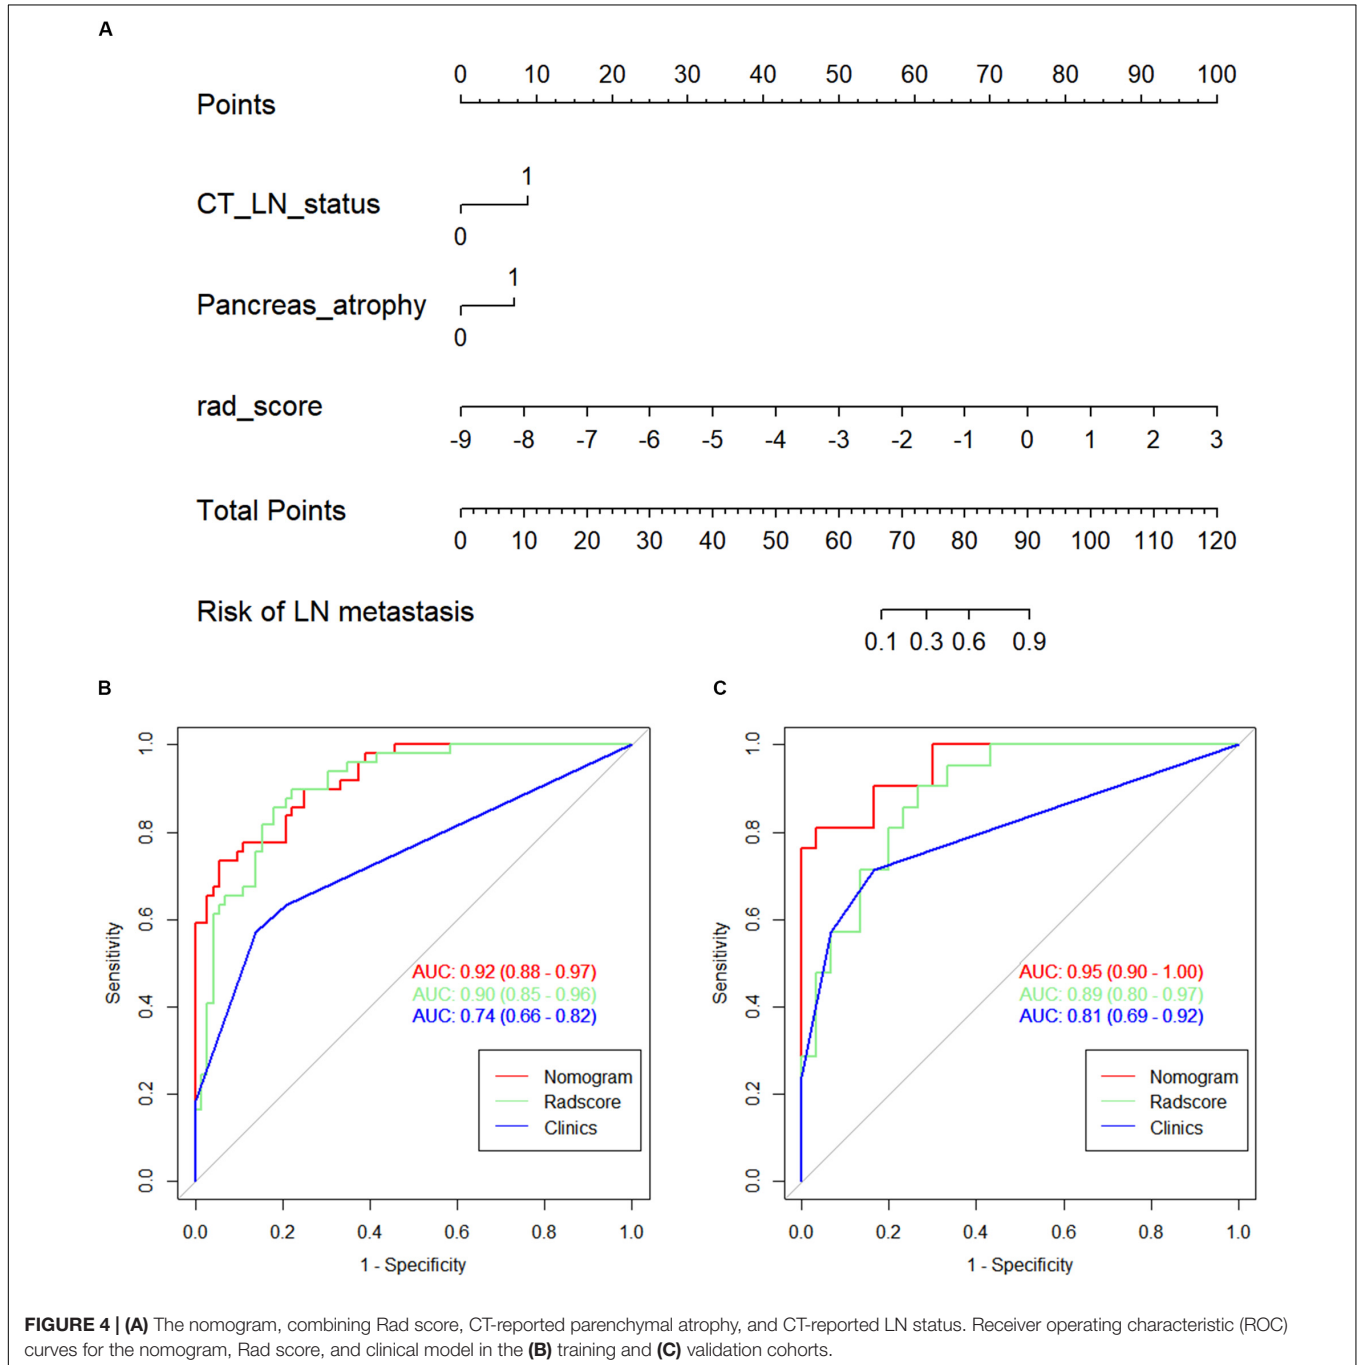 A
0 10 20 30 40 50 60 70 80 90 100
Points
1
CT_LN_status
0
1
Pancreas_atrophy
0
rad_score
-9 -8 -7 -6 -5 -4 -3 -2 -1 0 1 2 3
Total Points
0 10 20 30 40 50 60 70 80 90 100 110 120
Risk of LN metastasis
0.1 0.3 0.6 0.9
B
1.0
0.8
0.6
0.4
0.2
0.0
Sensitivity
AUC: 0.92 (0.88 - 0.97)
AUC: 0.90 (0.85 - 0.96)
AUC: 0.74 (0.66 - 0.82)
Nomogram
Radscore
Clinics
0.0 0.2 0.4 0.6 0.8 1.0
1 - Specificity
C
1.0
0.8
0.6
0.4
0.2
0.0
Sensitivity
AUC: 0.95 (0.90 - 1.00)
AUC: 0.89 (0.80 - 0.97)
AUC: 0.81 (0.69 - 0.92)
Nomogram
Radscore
Clinics
0.0 0.2 0.4 0.6 0.8 1.0
1 - Specificity
FIGURE 4 | (A) The nomogram, combining Rad score, CT-reported parenchymal atrophy, and CT-reported LN status. Receiver operating characteristic (ROC)
curves for the nomogram, Rad score, and clinical model in the (B) training and (C) validation cohorts.